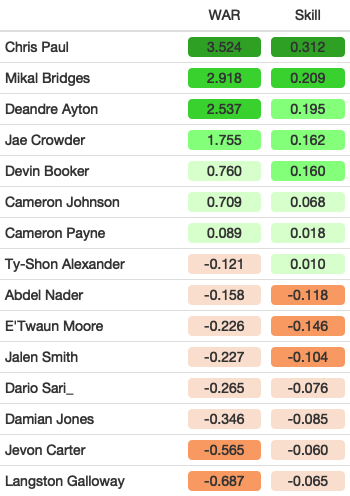 WAR Skill
Chris Paul 3.524 0.312
Mikal Bridges 2.918 0.209
Deandre Ayton 2.537 0.195
Jae Crowder 1.755 0.162
Devin Booker 0.760 0.160
Cameron Johnson 0.709 0.068
Cameron Payne 0.089 0.018
Ty-Shon Alexander -0.121 0.010
Abdel Nader -0.158 -0.118
E'Twaun Moore -0.226 -0.146
Jalen Smith -0.227 -0.104
Dario Sari_ -0.265 -0.076
Damian Jones -0.346 -0.085
Jevon Carter -0.565 -0.060
Langston Galloway -0.687 -0.065